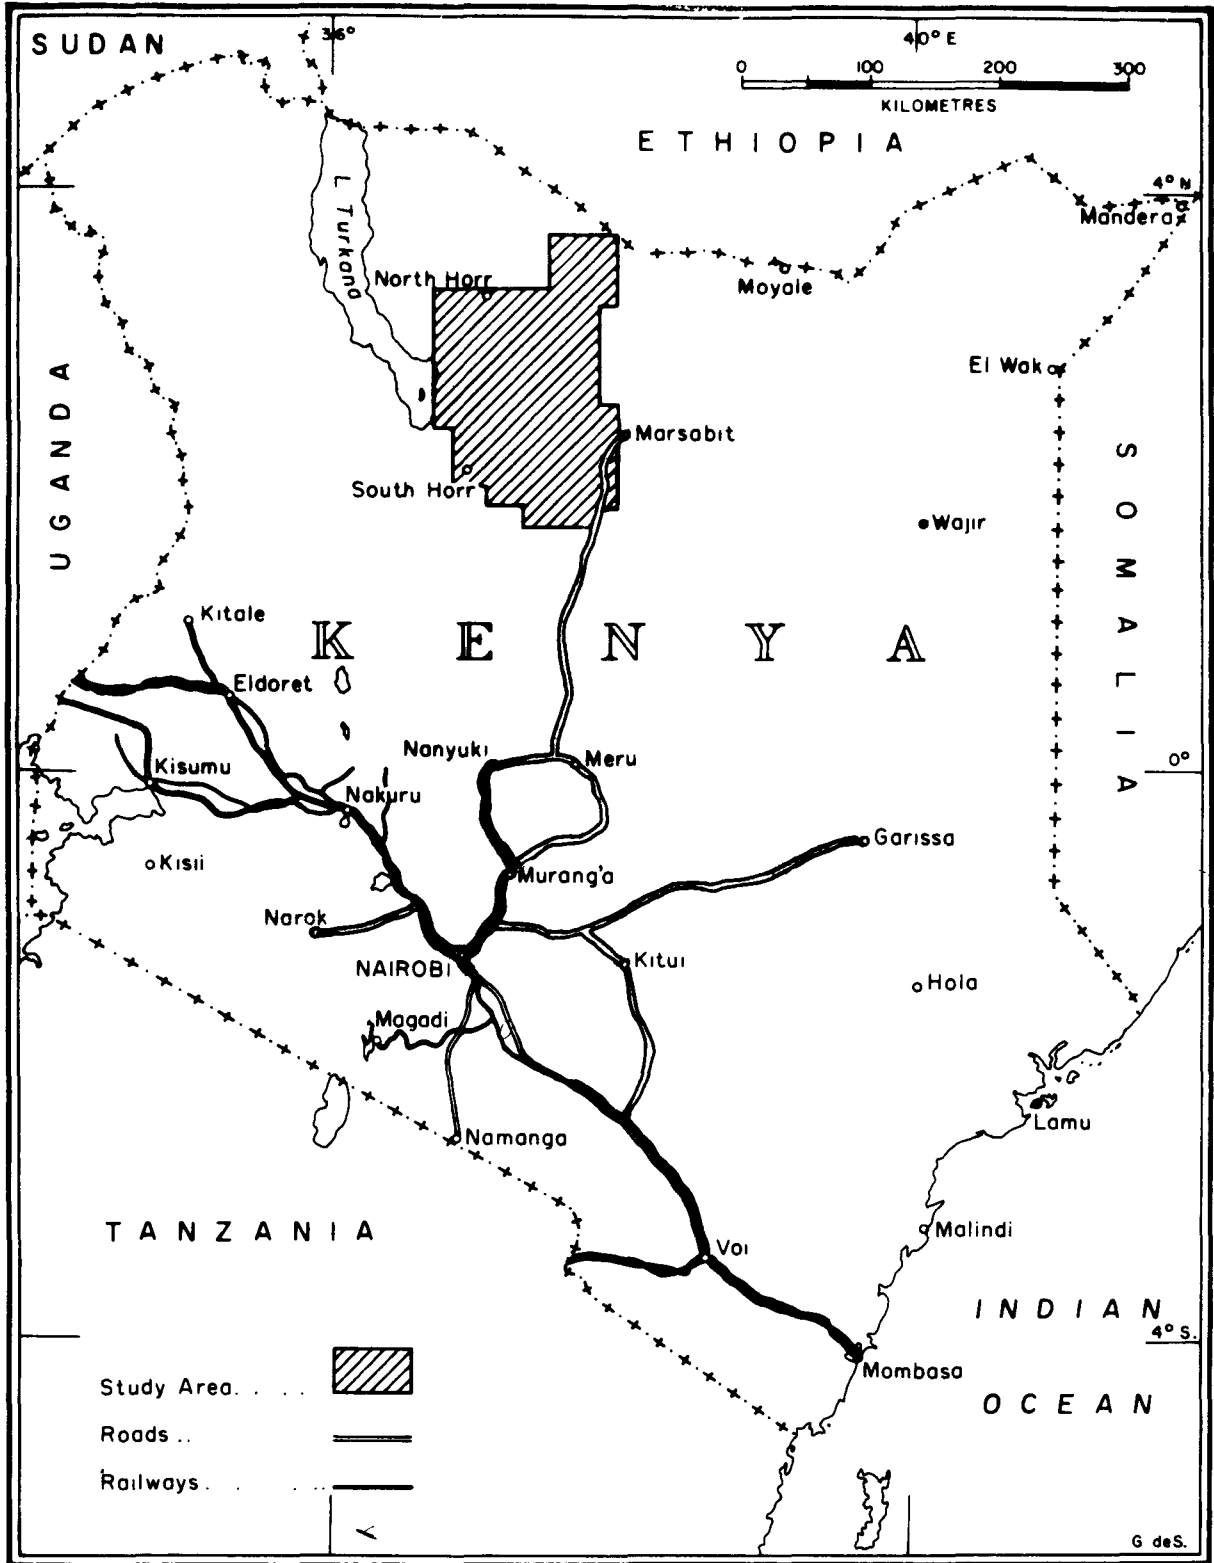 SUDAN
36°
40° E
0 100 200 300
KILOMETRES
ETHIOPIA
4° N
Mandera
L Turkana
North Horr
Moyale
El Wak
UGANDA
Marsabit
SOMALIA
South Horr
Wajir
Kitale
KENYA
Eldoret
Nanyuki
Meru
0°
Kisumu
Nakuru
Garissa
Kisii
Murang'a
Narok
NAIROBI
Kitui
Hola
Magadi
Lamu
Namanga
TANZANIA
Malindi
Voi
INDIAN
4° S.
Mombasa
OCEAN
Study Area. . . . .
Roads ..
Railways. . . . .
G deS.